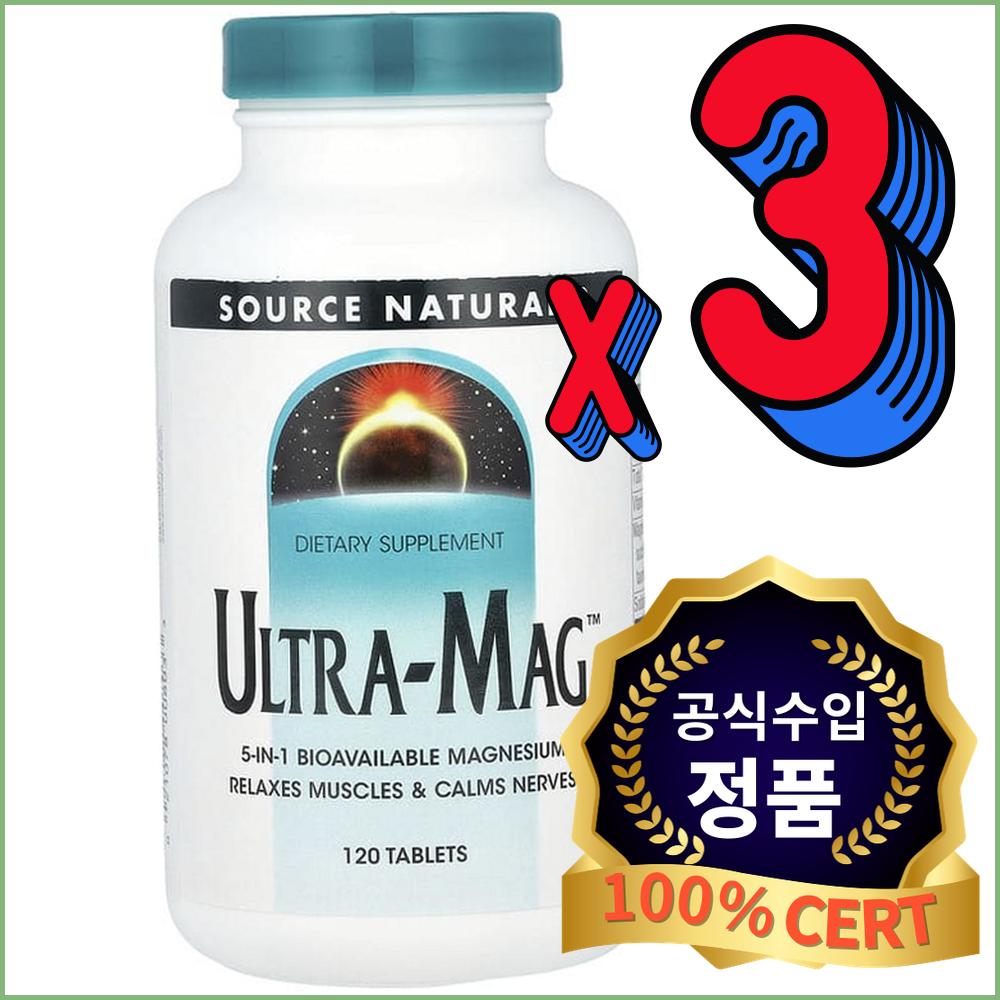 SOURCE NATURAL
DIETARY SUPPLEMENT
ULTRA-MAG™
5-IN-1 BIOAVAILABLE MAGNESIUM
RELAXES MUSCLES & CALMS NERVES
120 TABLETS
x 3
공식수입
정품
100% CERT